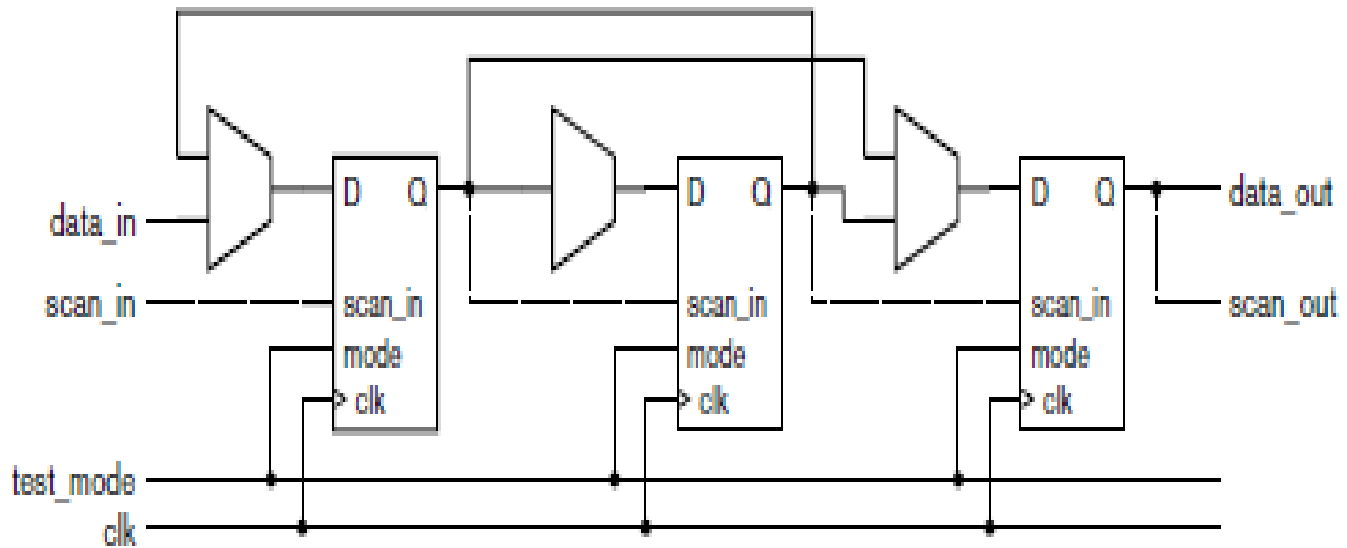 D Q D Q D Q data_out
data_in
scan_in scan_in scan_in scan_in scan_out
mode mode mode
clk clk clk
test_mode
clk